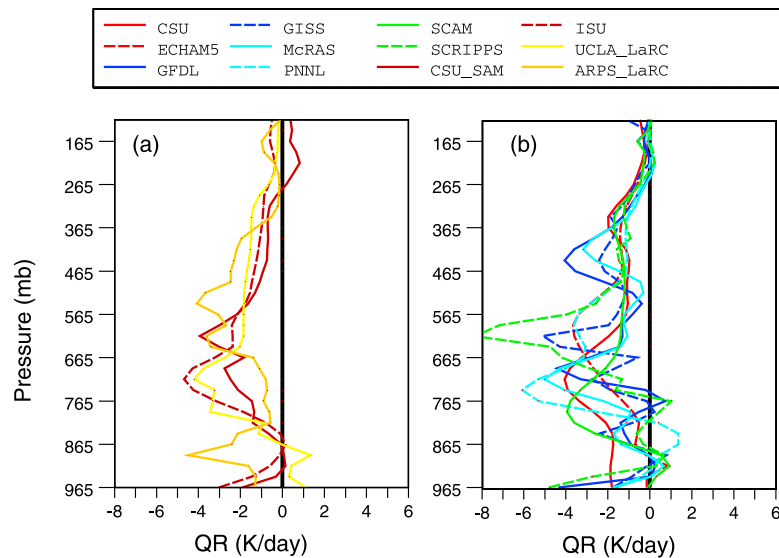 CSU GISS SCAM ISU
ECHAM5 McRAS SCRIPPS UCLA_LaRC
GFDL PNNL CSU_SAM ARPS_LaRC
(a) (b)
165 165
265 265
365 365
465 465
565 565
665 665
765 765
865 865
965 965
Pressure (mb)
-8 -6 -4 -2 0 2 4 6 -8 -6 -4 -2 0 2 4 6
QR (K/day) QR (K/day)